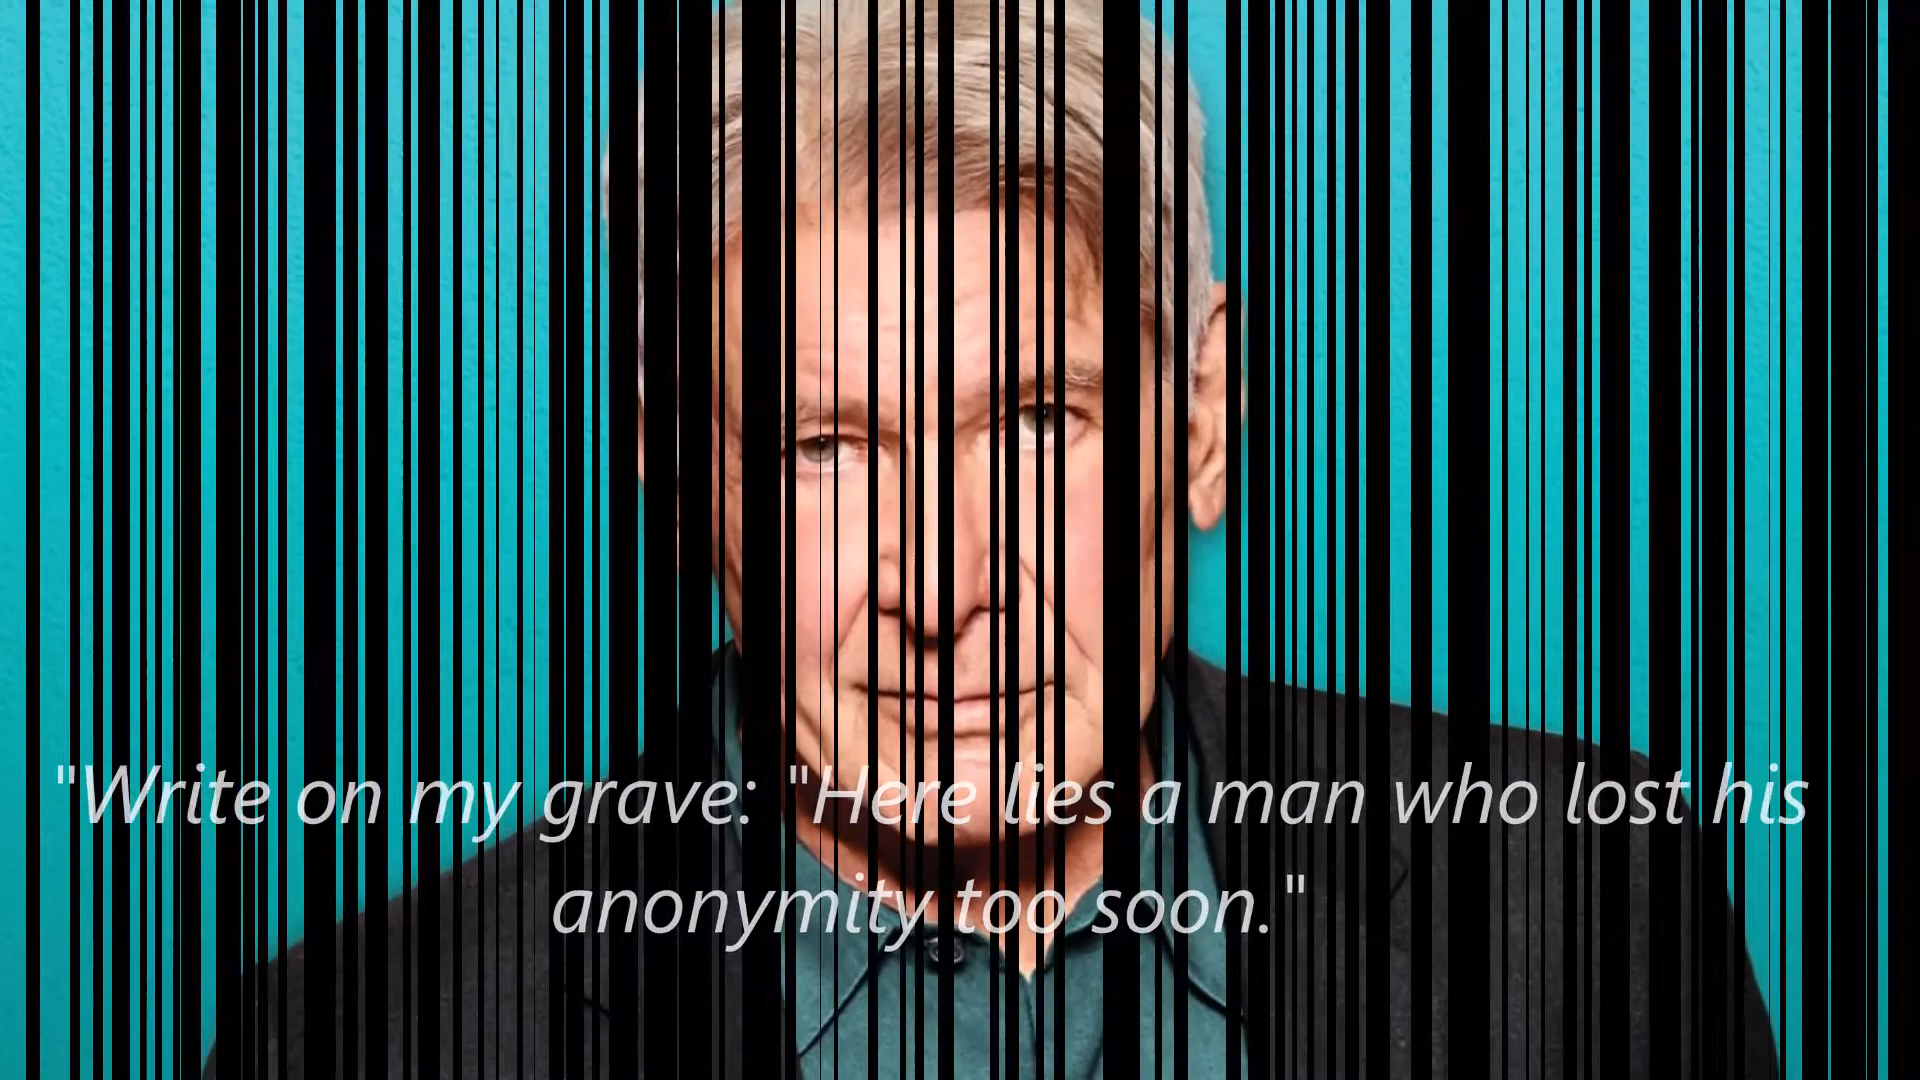 "Write on my grave: "Here lies a man who lost his
anonymity too soon."